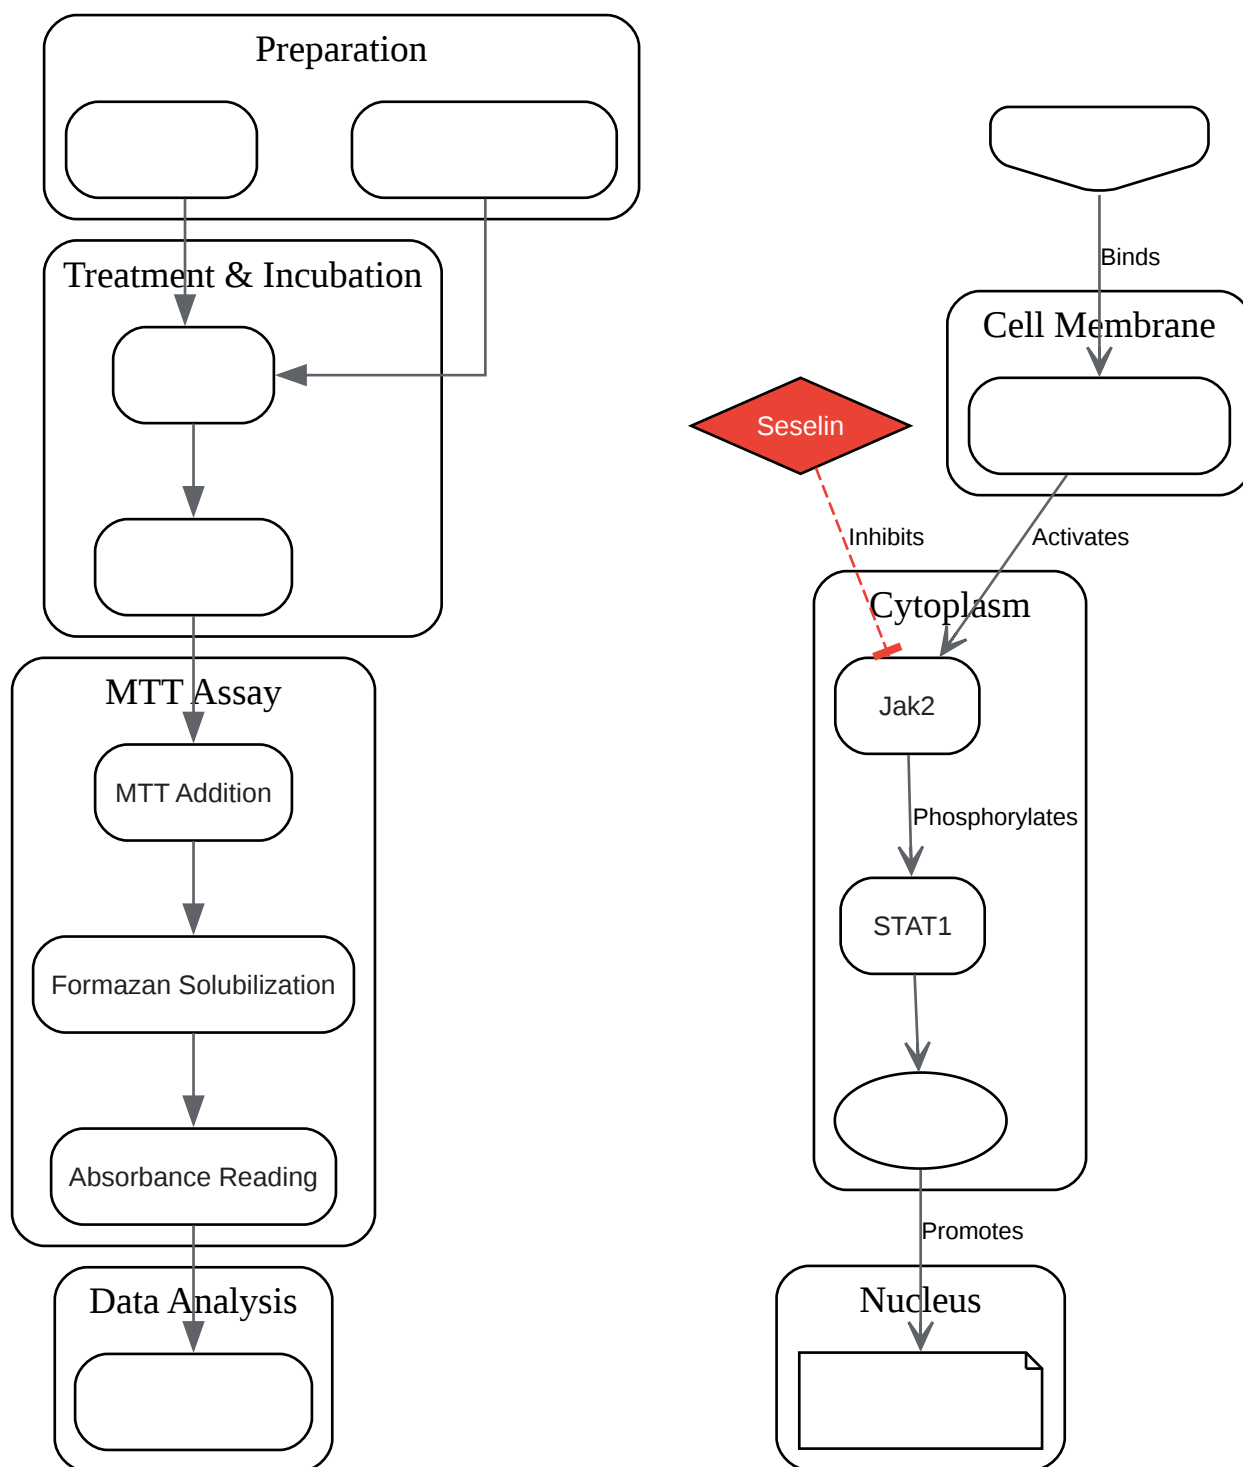 Preparation
Treatment & Incubation
MTT Assay
MTT Addition
Formazan Solubilization
Absorbance Reading
Data Analysis
Binds
Cell Membrane
Seselin
Inhibits
Activates
Cytoplasm
Jak2
Phosphorylates
STAT1
Promotes
Nucleus